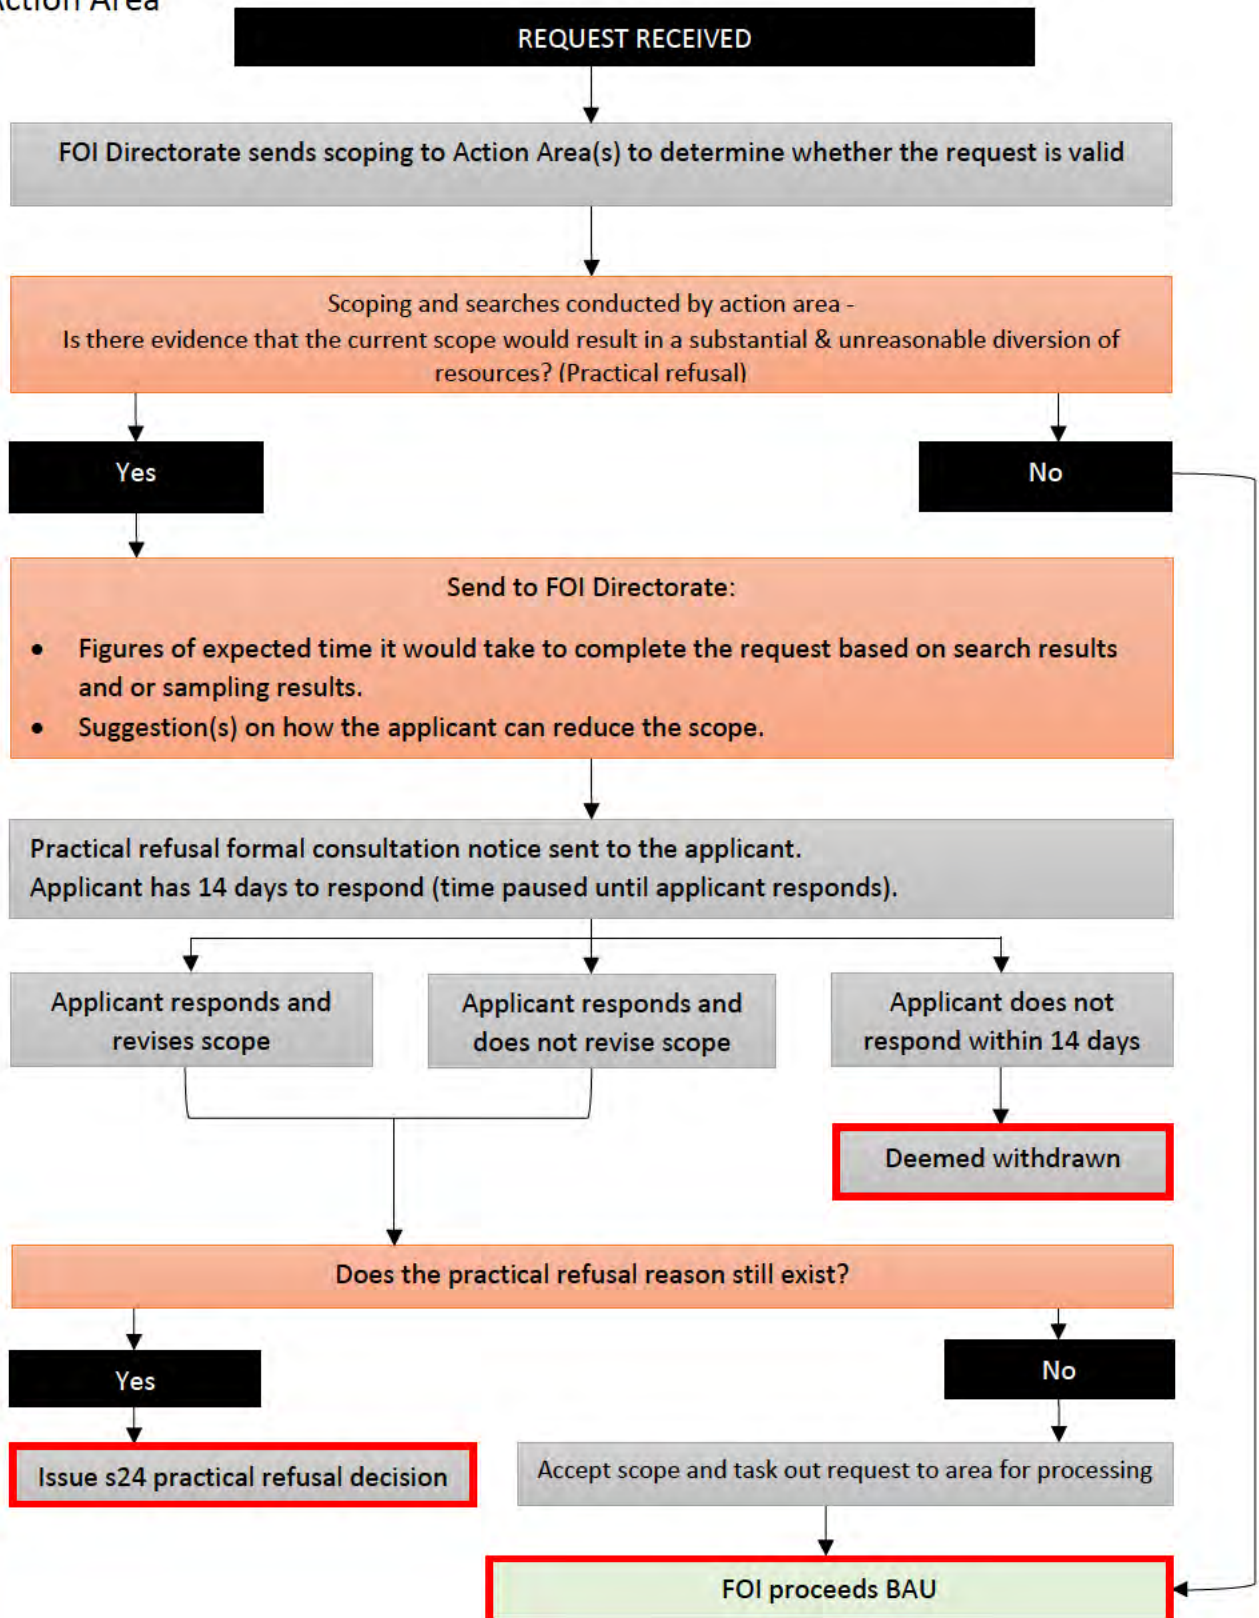 Action Area
REQUEST RECEIVED
FOI Directorate sends scoping to Action Area(s) to determine whether the request is valid
Scoping and searches conducted by action area -
Is there evidence that the current scope would result in a substantial & unreasonable diversion of
resources? (Practical refusal)
Yes
No
Send to FOI Directorate:
• Figures of expected time it would take to complete the request based on search results
and or sampling results.
• Suggestion(s) on how the applicant can reduce the scope.
Practical refusal formal consultation notice sent to the applicant.
Applicant has 14 days to respond (time paused until applicant responds).
Applicant responds and
revises scope
Applicant responds and
does not revise scope
Applicant does not
respond within 14 days
Deemed withdrawn
Does the practical refusal reason still exist?
Yes
No
Issue s24 practical refusal decision
Accept scope and task out request to area for processing
FOI proceeds BAU